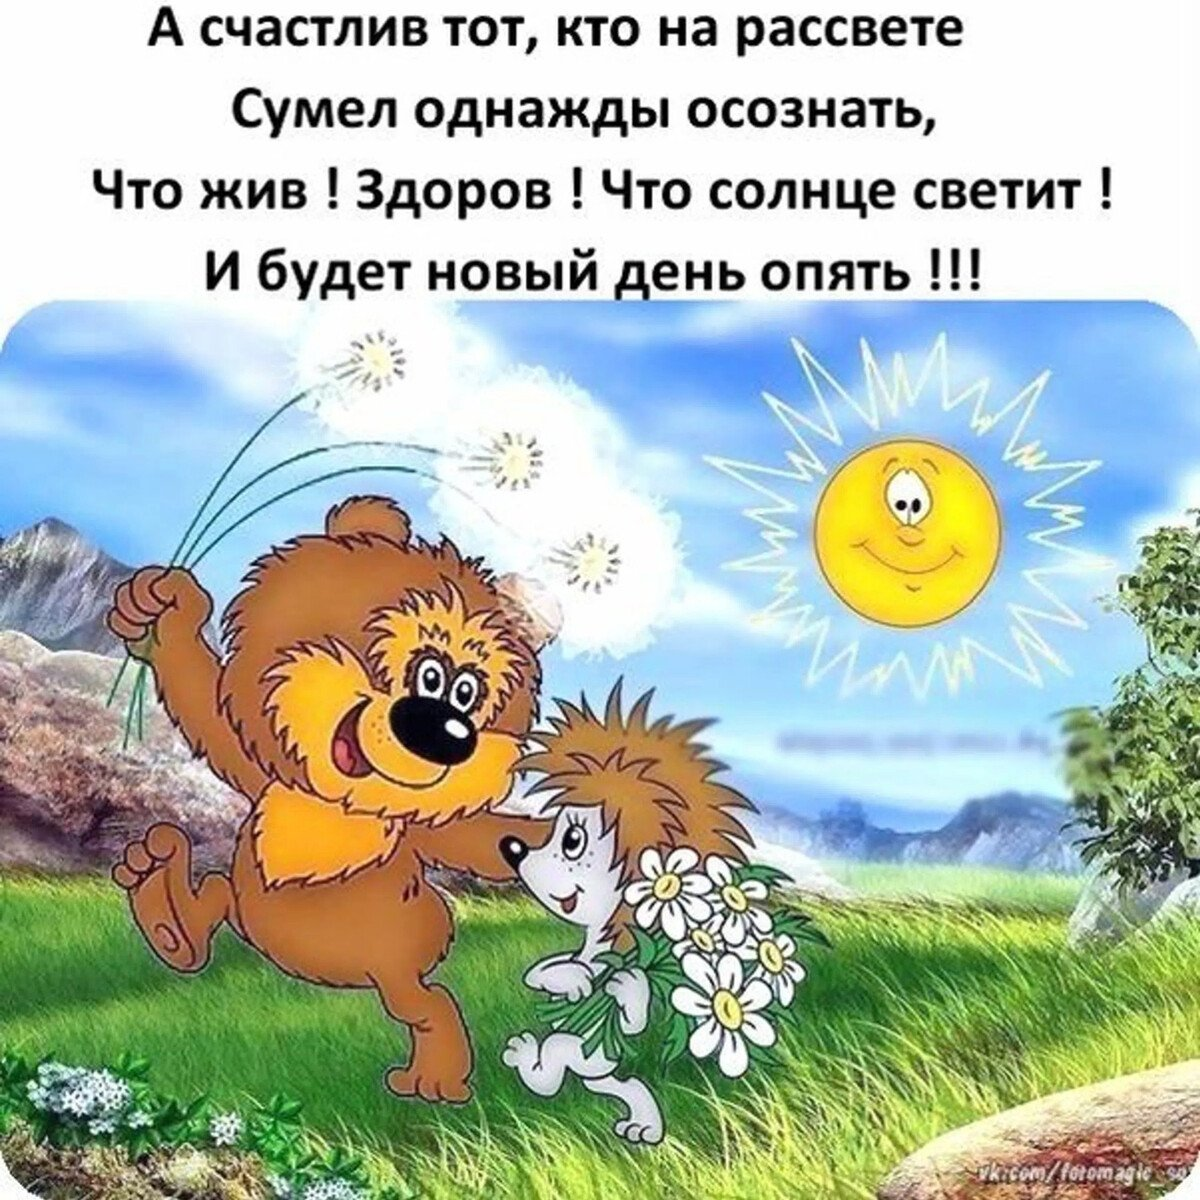 А счастлив тот, кто на рассвете
Сумел однажды осознать,
Что жив ! Здоров ! Что солнце светит !
И будет новый день опять !!!